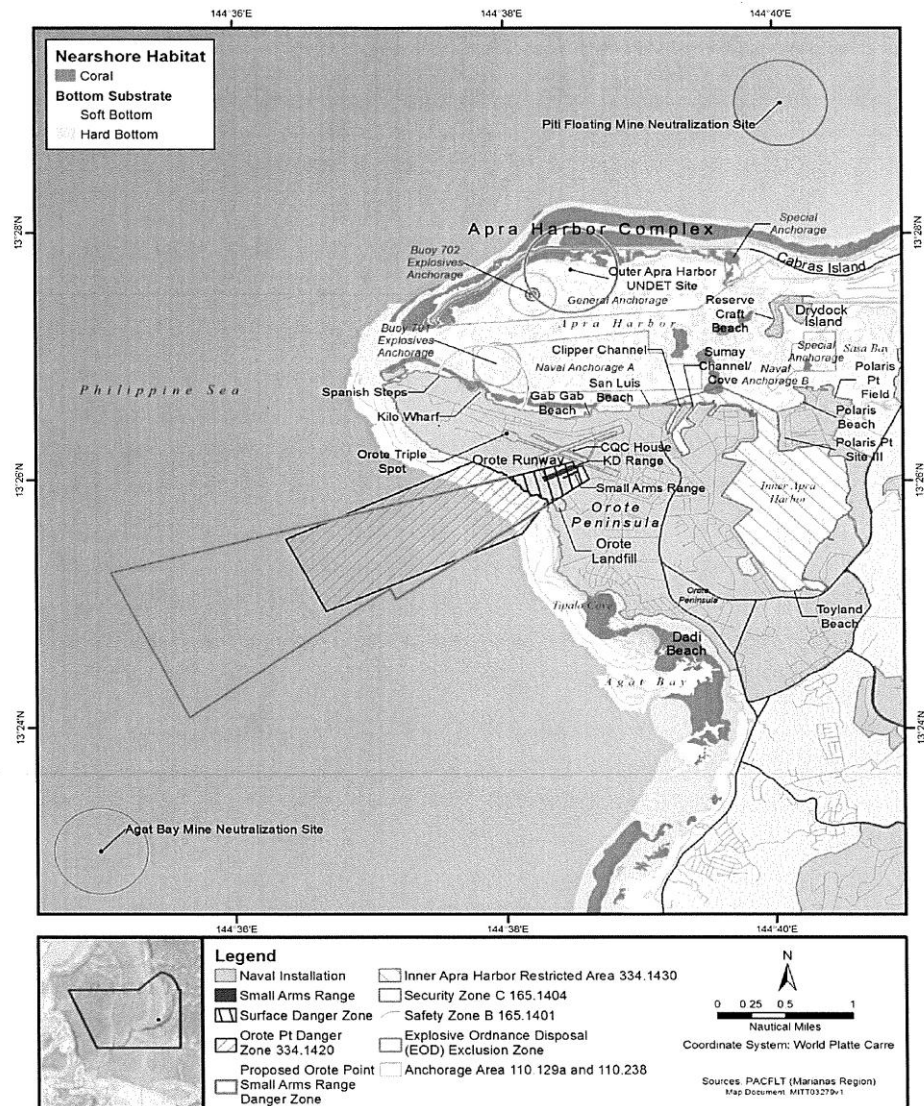 144°36'E
144°38'E
144°40'E
Nearshore Habitat
Coral
Bottom Substrate
Soft Bottom
Hard Bottom
Piti Floating Mine Neutralization Site
13°28'N
13°28'N
Apra Harbor Complex
Special
Anchorage
Cabras Island
Buoy 702
Explosives
Anchorage
Outer Apra Harbor
UNDET Site
General Anchorage
Reserve
Craft
Beach
Drydock
Island
Apra Harbor
Buoy 701
Explosives
Anchorage
Clipper Channel
Sumay
Channel/
Cove
Special
Anchorage
Sasa Bay
Naval Anchorage A
Naval
Anchorage B
Polaris
Pt
Field
Philippine Sea
Spanish Steps
San Luis
Beach
Gab Gab
Beach
Kilo Wharf
Polaris
Beach
Polaris Pt
Site III
Orote Triple
Spot
Orote Runway
CQC House
KD Range
13°26'N
13°26'N
Small Arms Range
Inner Apra
Harbor
Orote
Peninsula
Orote
Landfill
Orote
Peninsula
Tipalo Cove
Toyland
Beach
Dadi
Beach
Agat Bay
13°24'N
13°24'N
Agat Bay Mine Neutralization Site
144°36'E
144°38'E
144°40'E
Legend
Naval Installation
Small Arms Range
Surface Danger Zone
Orote Pt Danger
Zone 334.1420
Proposed Orote Point
Small Arms Range
Danger Zone
Inner Apra Harbor Restricted Area 334.1430
Security Zone C 165.1404
Safety Zone B 165.1401
Explosive Ordnance Disposal
(EOD) Exclusion Zone
Anchorage Area 110.129a and 110.238
N
0 0.25 0.5 1
Nautical Miles
Coordinate System: World Platte Carre
Sources: PACFLT (Marianas Region)
Map Document: MITT03279v1